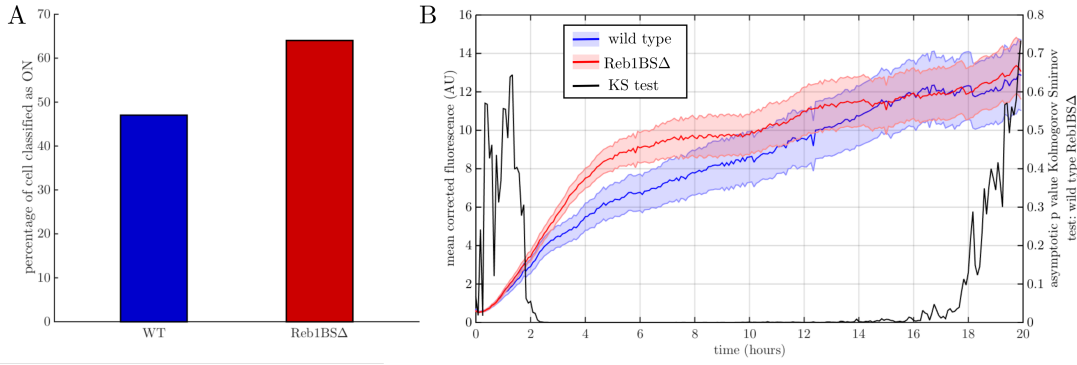 A
70
60
50
40
30
20
10
0
percentage of cell classified as ON
WT
Reb1BSΔ
B
16
14
12
10
8
6
4
2
0
mean corrected fluorescence (AU)
wild type
Reb1BSΔ
KS test
0.8
0.7
0.6
0.5
0.4
0.3
0.2
0.1
0
asymptotic p value Kolmogorov Smirnov
test: wild type Reb1BSΔ
0 2 4 6 8 10 12 14 16 18 20
time (hours)